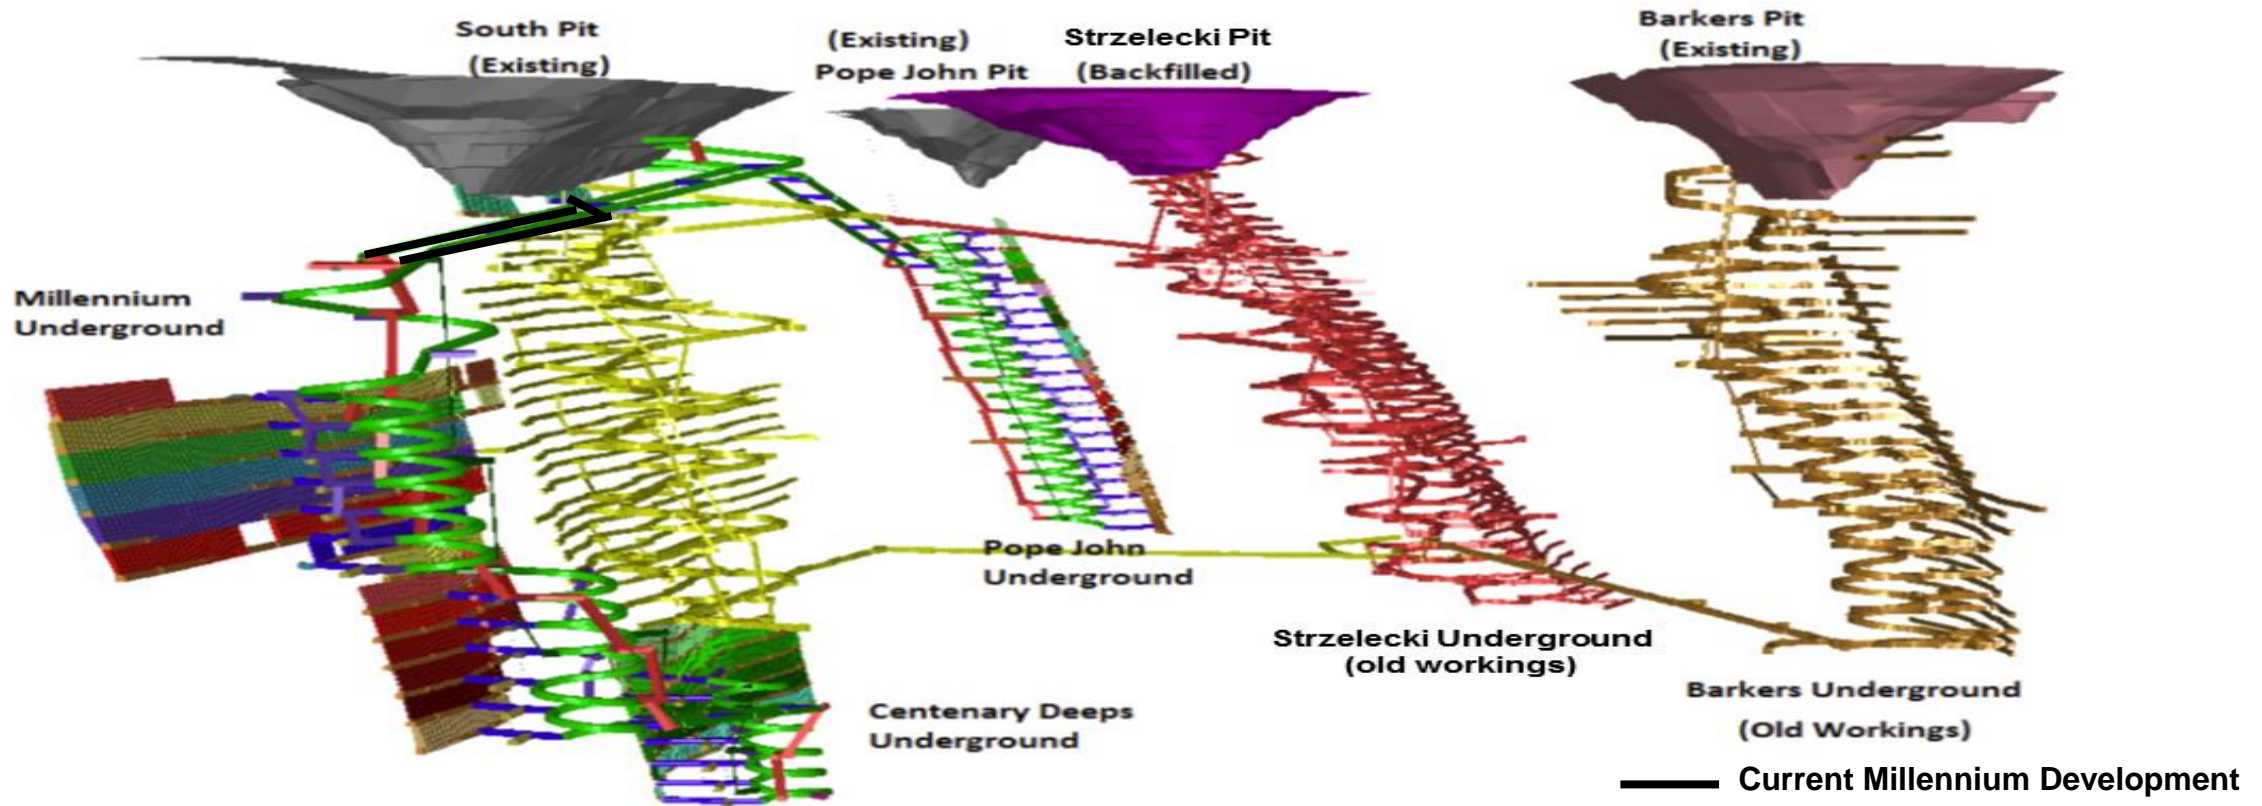 South Pit
(Existing)
(Existing)
Pope John Pit
Strzelecki Pit
(Backfilled)
Barkers Pit
(Existing)
Millennium
Underground
Pope John
Underground
Strzelecki Underground
(old workings)
Centenary Deeps
Underground
Barkers Underground
(Old Workings)
Current Millennium Development